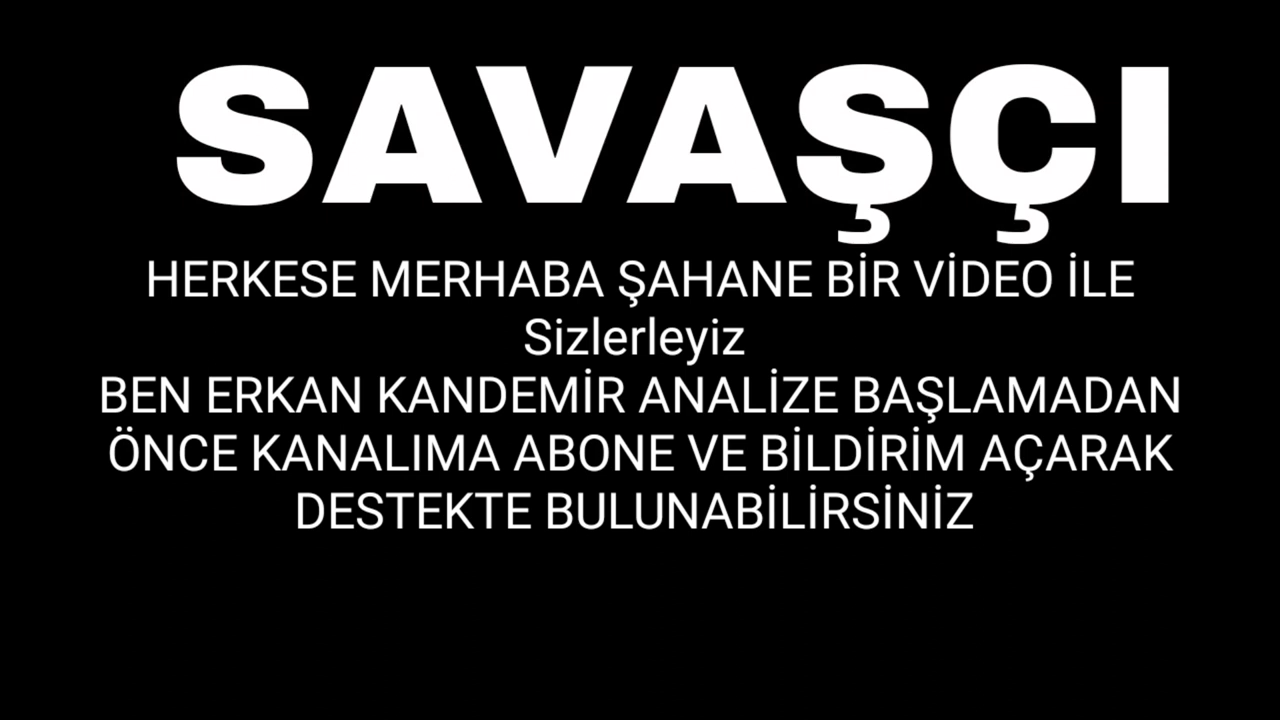 SAVAŞÇI
HERKESE MERHABA ŞAHANE BİR VİDEO İLE
Sizlerleyiz
BEN ERKAN KANDEMİR ANALİZE BAŞLAMADAN
ÖNCE KANALIMA ABONE VE BİLDİRİM AÇARAK
DESTEKTE BULUNABİLİRSİNİZ